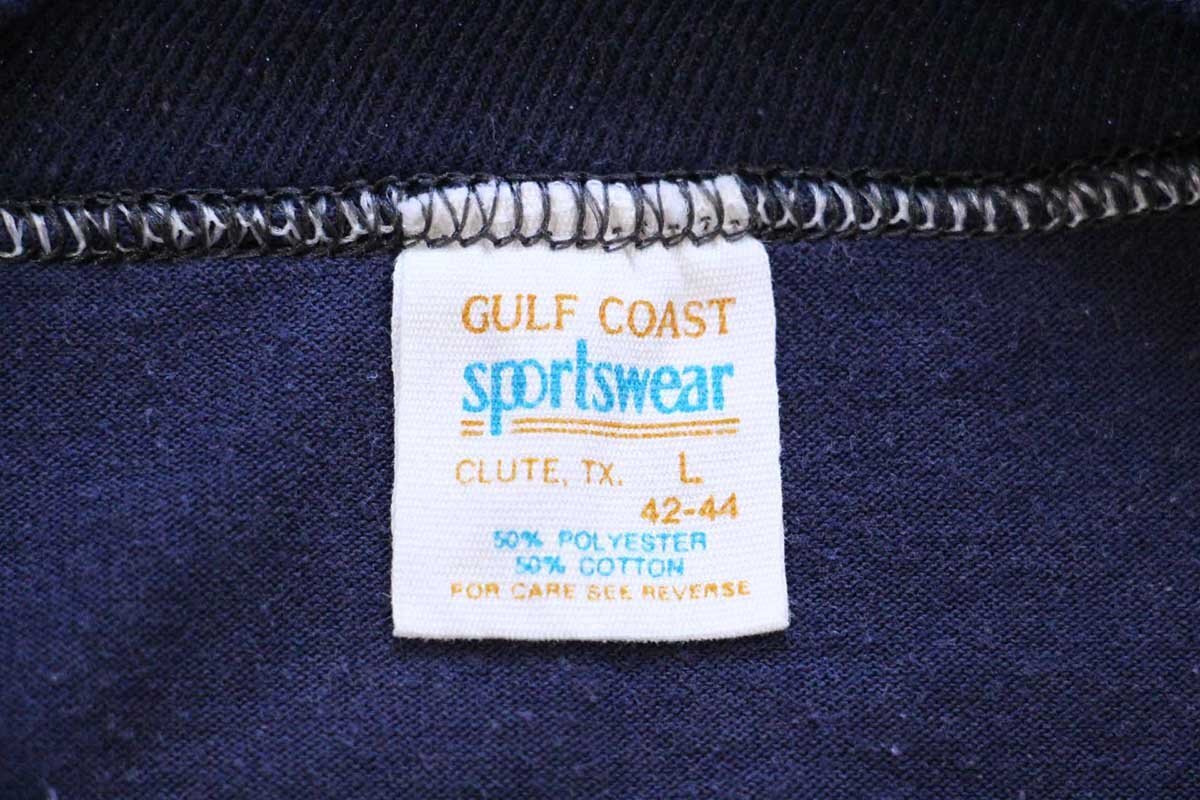 GULF COAST
sportswear
CLUTE, TX. L
42-44
50% POLYESTER
50% COTTON
FOR CARE SEE REVERSE